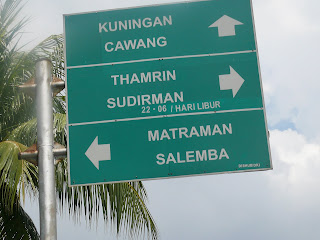 KUNINGAN
CAWANG
THAMRIN
SUDIRMAN
22 - 06 / HARI LIBUR
MATRAMAN
SALEMBA